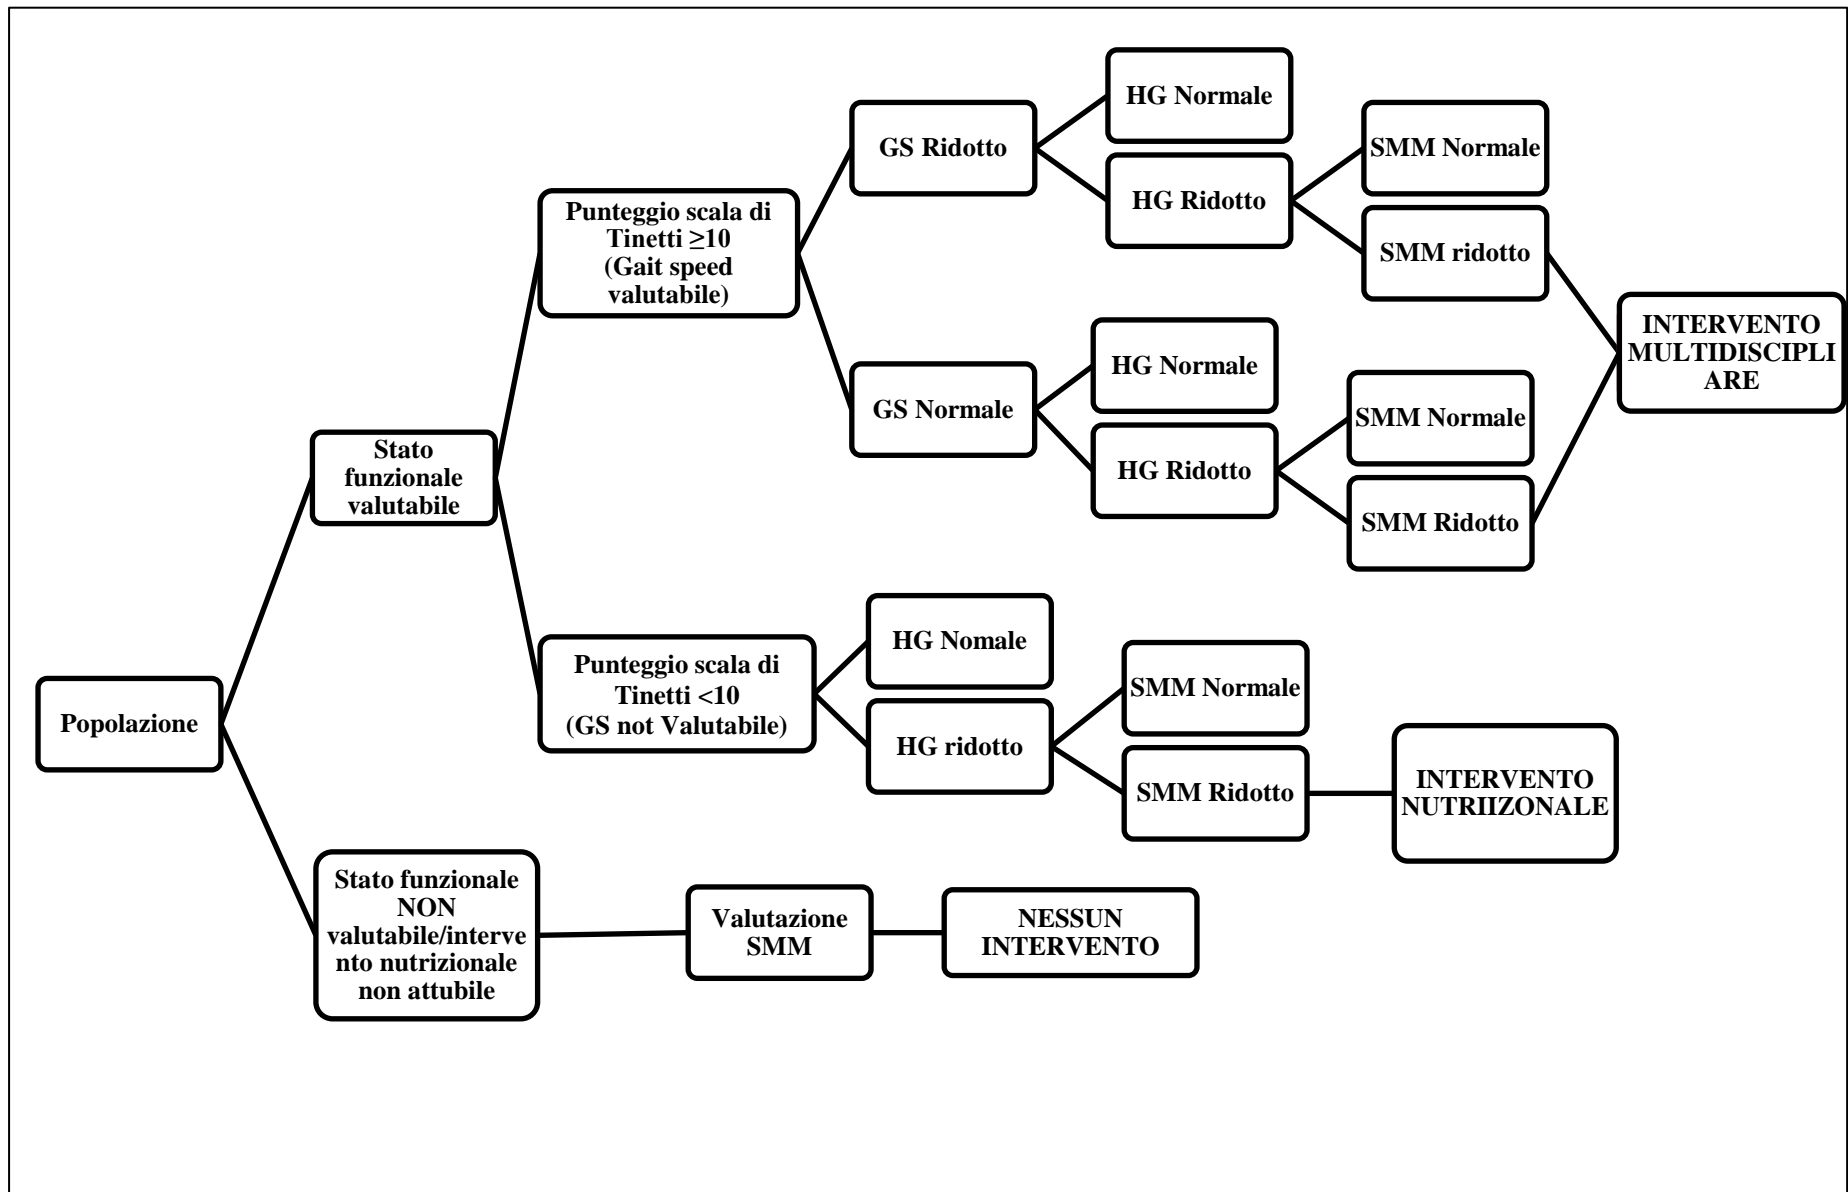 HG Normale
GS Ridotto
SMM Normale
HG Ridotto
Punteggio scala di
Tinetti ≥10
(Gait speed
valutabile)
SMM ridotto
INTERVENTO
MULTIDISCIPLI
ARE
HG Normale
GS Normale
SMM Normale
HG Ridotto
SMM Ridotto
Stato
funzionale
valutabile
HG Nomale
Punteggio scala di
Tinetti <10
(GS not Valutabile)
SMM Normale
HG ridotto
SMM Ridotto
INTERVENTO
NUTRIIZONALE
Popolazione
Stato funzionale
NON
valutabile/interve
nto nutrizionale
non attubile
Valutazione
SMM
NESSUN
INTERVENTO